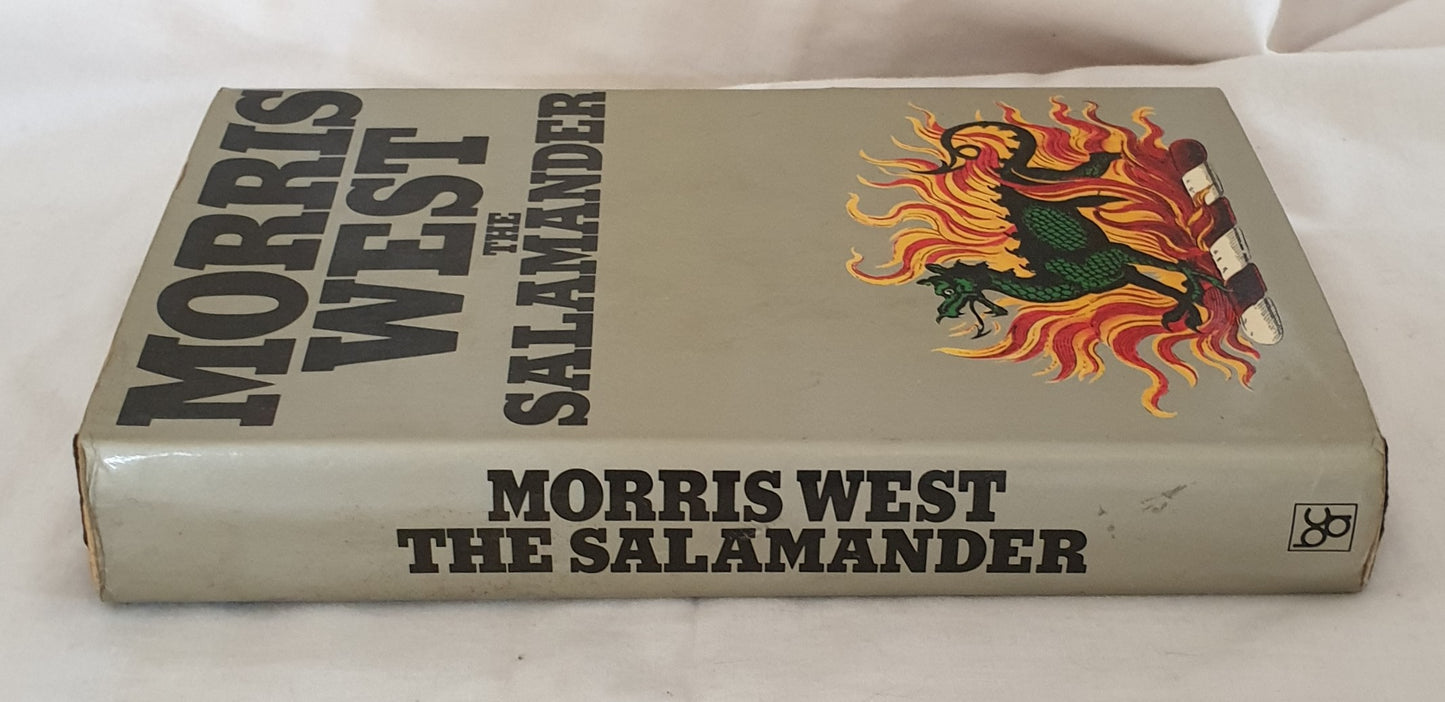 MORRIS
WEST
THE
SALAMANDER
MORRIS WEST
THE SALAMANDER